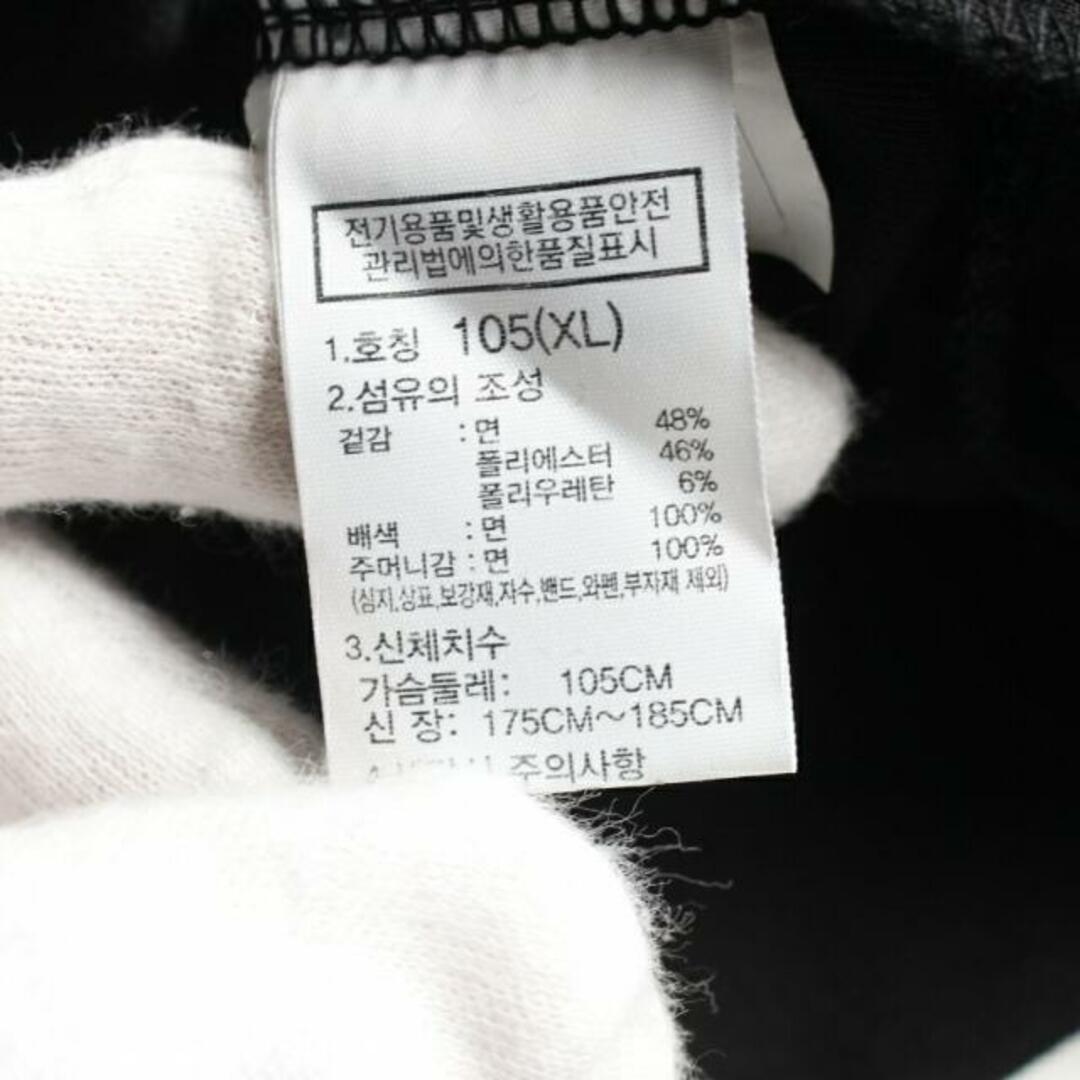 전기용품및생활용품안전
관리법에의한품질표시
1.호칭 105(XL)
2.섬유의 조성
겉감 :면 48%
폴리에스터 46%
폴리우레탄 6%
배색 :면 100%
주머니감 :면 100%
(심지,상표,보강재,자수,밴드,와펜,부자재 제외)
3.신체치수
가슴둘레: 105CM
신 장: 175CM~185CM
주의사항